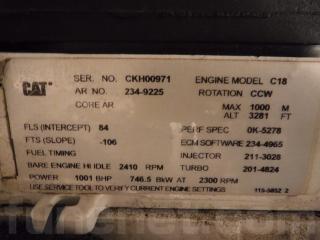 CAT
SER. NO. CKH00971 ENGINE MODEL C18
AR NO. 234-9225 ROTATION CCW
CORE AR MAX 1000 M
ALT 3281 FT
FLS (INTERCEPT) 84 PERF SPEC 0K-5278
FTS (SLOPE) -106 ECM SOFTWARE 234-4965
FUEL TIMING INJECTOR 211-3028
BARE ENGINE HI IDLE 2410 RPM TURBO 201-4824
POWER 1001 BHP 746.5 BkW AT 2300 RPM
USE SERVICE TOOL TO VERIFY CURRENT ENGINE SETTINGS 115-5852 2